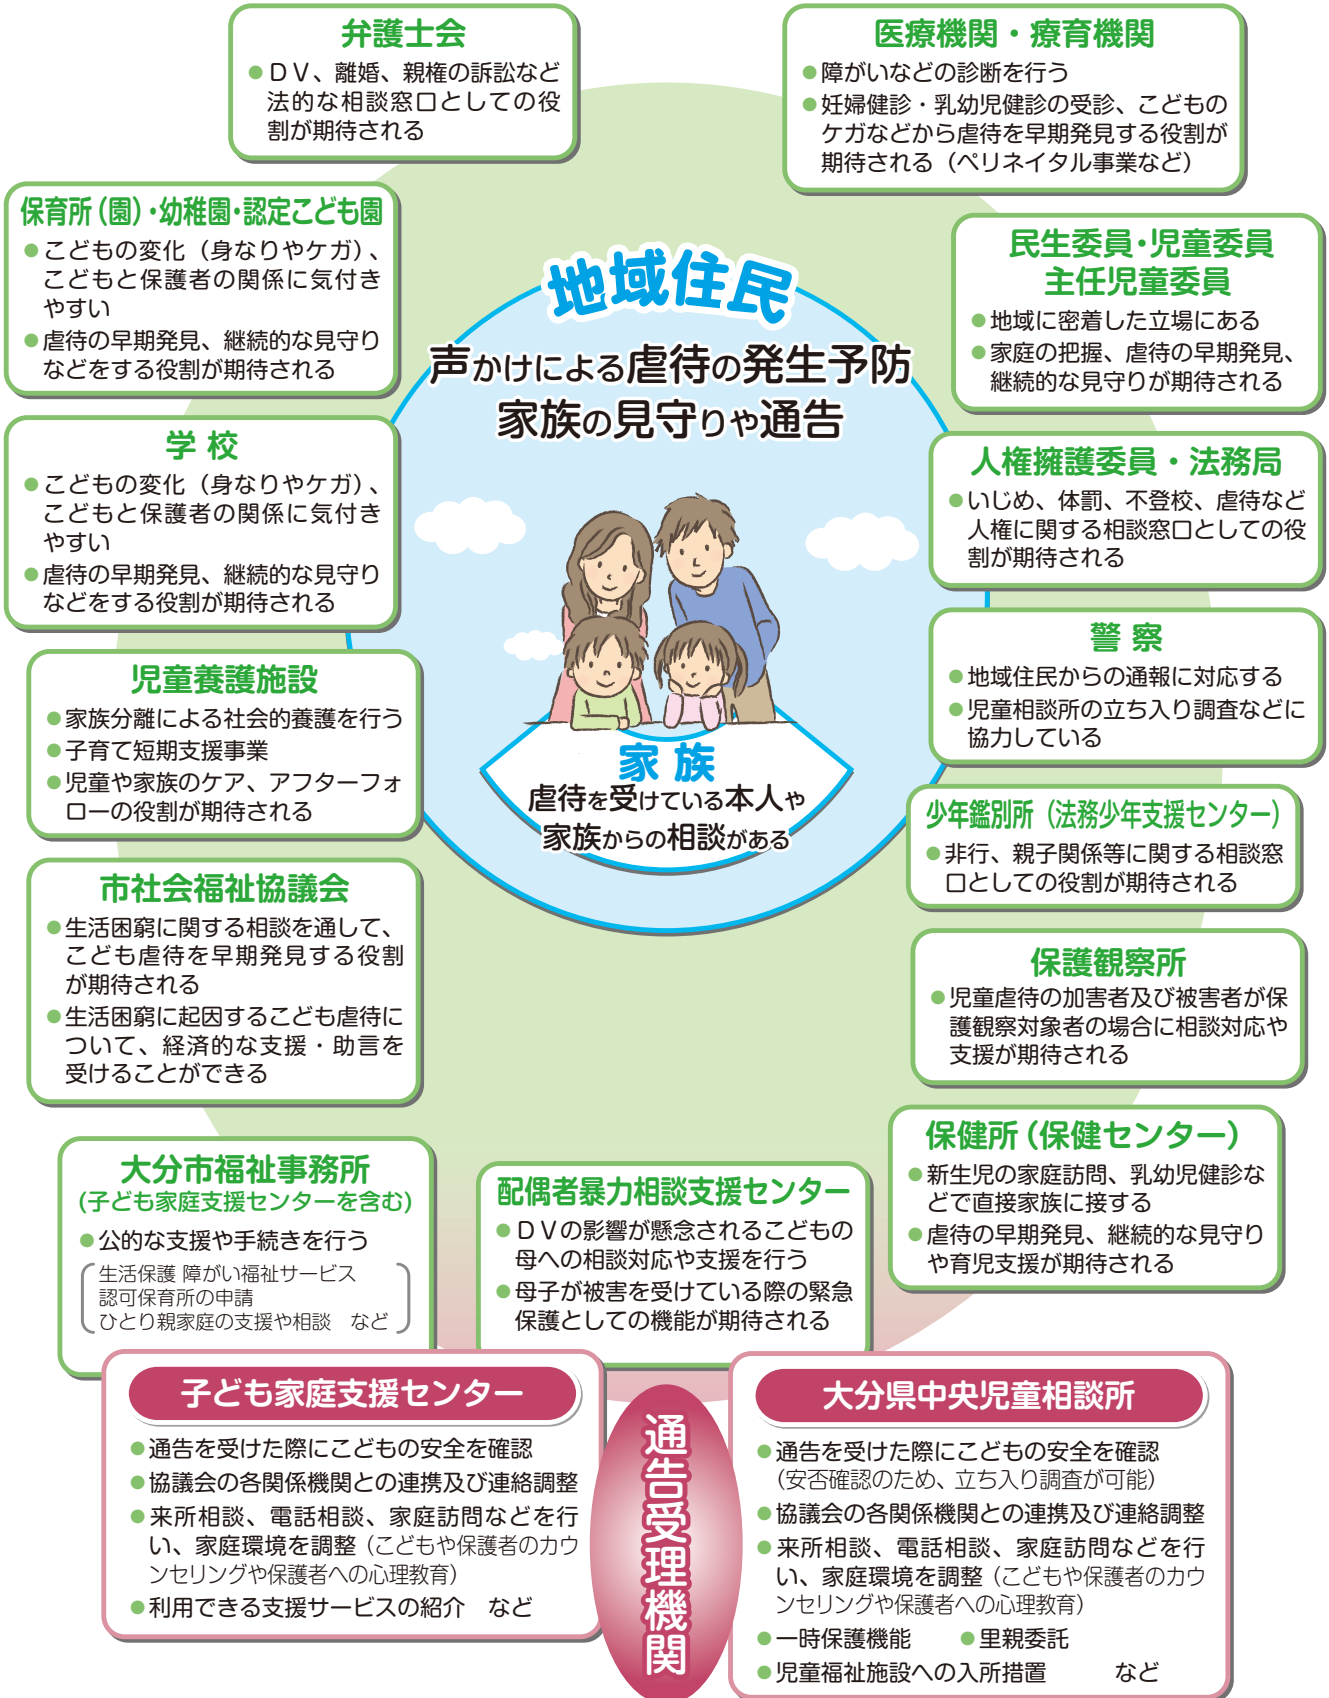 弁護士会
●ＤＶ、離婚、親権の訴訟など
法的な相談窓口としての役
割が期待される
医療機関・療育機関
●障がいなどの診断を行う
●妊婦健診・乳幼児健診の受診、こどもの
ケガなどから虐待を早期発見する役割が
期待される（ペリネイタル事業など）
保育所（園）・幼稚園・認定こども園
●こどもの変化（身なりやケガ）、
こどもと保護者の関係に気付き
やすい
●虐待の早期発見、継続的な見守り
などをする役割が期待される
民生委員・児童委員
主任児童委員
●地域に密着した立場にある
●家庭の把握、虐待の早期発見、
継続的な見守りが期待される
地域住民
声かけによる虐待の発生予防
家族の見守りや通告
学 校
●こどもの変化（身なりやケガ）、
こどもと保護者の関係に気付き
やすい
●虐待の早期発見、継続的な見守り
などをする役割が期待される
人権擁護委員・法務局
●いじめ、体罰、不登校、虐待など
人権に関する相談窓口としての役
割が期待される
警 察
●地域住民からの通報に対応する
●児童相談所の立ち入り調査などに
協力している
児童養護施設
●家族分離による社会的養護を行う
●子育て短期支援事業
●児童や家族のケア、アフターフォ
ローの役割が期待される
家 族
虐待を受けている本人や
家族からの相談がある
少年鑑別所（法務少年支援センター）
●非行、親子関係等に関する相談窓
口としての役割が期待される
市社会福祉協議会
●生活困窮に関する相談を通して、
こども虐待を早期発見する役割
が期待される
●生活困窮に起因するこども虐待に
ついて、経済的な支援・助言を
受けることができる
保護観察所
●児童虐待の加害者及び被害者が保
護観察対象者の場合に相談対応や
支援が期待される
保健所（保健センター）
●新生児の家庭訪問、乳幼児健診な
どで直接家族に接する
●虐待の早期発見、継続的な見守り
や育児支援が期待される
大分市福祉事務所
(子ども家庭支援センターを含む)
●公的な支援や手続きを行う
生活保護 障がい福祉サービス
認可保育所の申請
ひとり親家庭の支援や相談　など
配偶者暴力相談支援センター
●ＤＶの影響が懸念されるこどもの
母への相談対応や支援を行う
●母子が被害を受けている際の緊急
保護としての機能が期待される
子ども家庭支援センター
●通告を受けた際にこどもの安全を確認
●協議会の各関係機関との連携及び連絡調整
●来所相談、電話相談、家庭訪問などを行
い、家庭環境を調整（こどもや保護者のカウ
ンセリングや保護者への心理教育）
●利用できる支援サービスの紹介　など
通告受理機関
大分県中央児童相談所
●通告を受けた際にこどもの安全を確認
（安否確認のため、立ち入り調査が可能）
●協議会の各関係機関との連携及び連絡調整
●来所相談、電話相談、家庭訪問などを行
い、家庭環境を調整（こどもや保護者のカウ
ンセリングや保護者への心理教育）
●一時保護機能　●里親委託
●児童福祉施設への入所措置　など